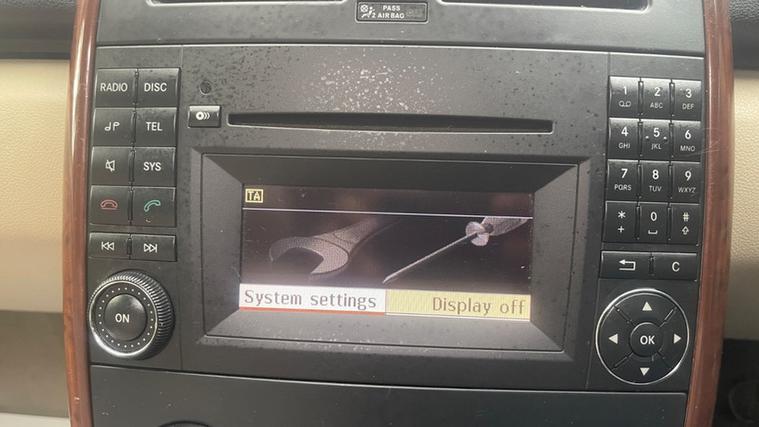 PASS
2 AIR BAG
RADIO
DISC
TEL
SYS
ON
TA
System settings
Display off
1
2
ABC
3
DEF
4
GHI
5
JKL
6
MNO
7
PQRS
8
TUV
9
WXYZ
*
+
0
#
C
OK